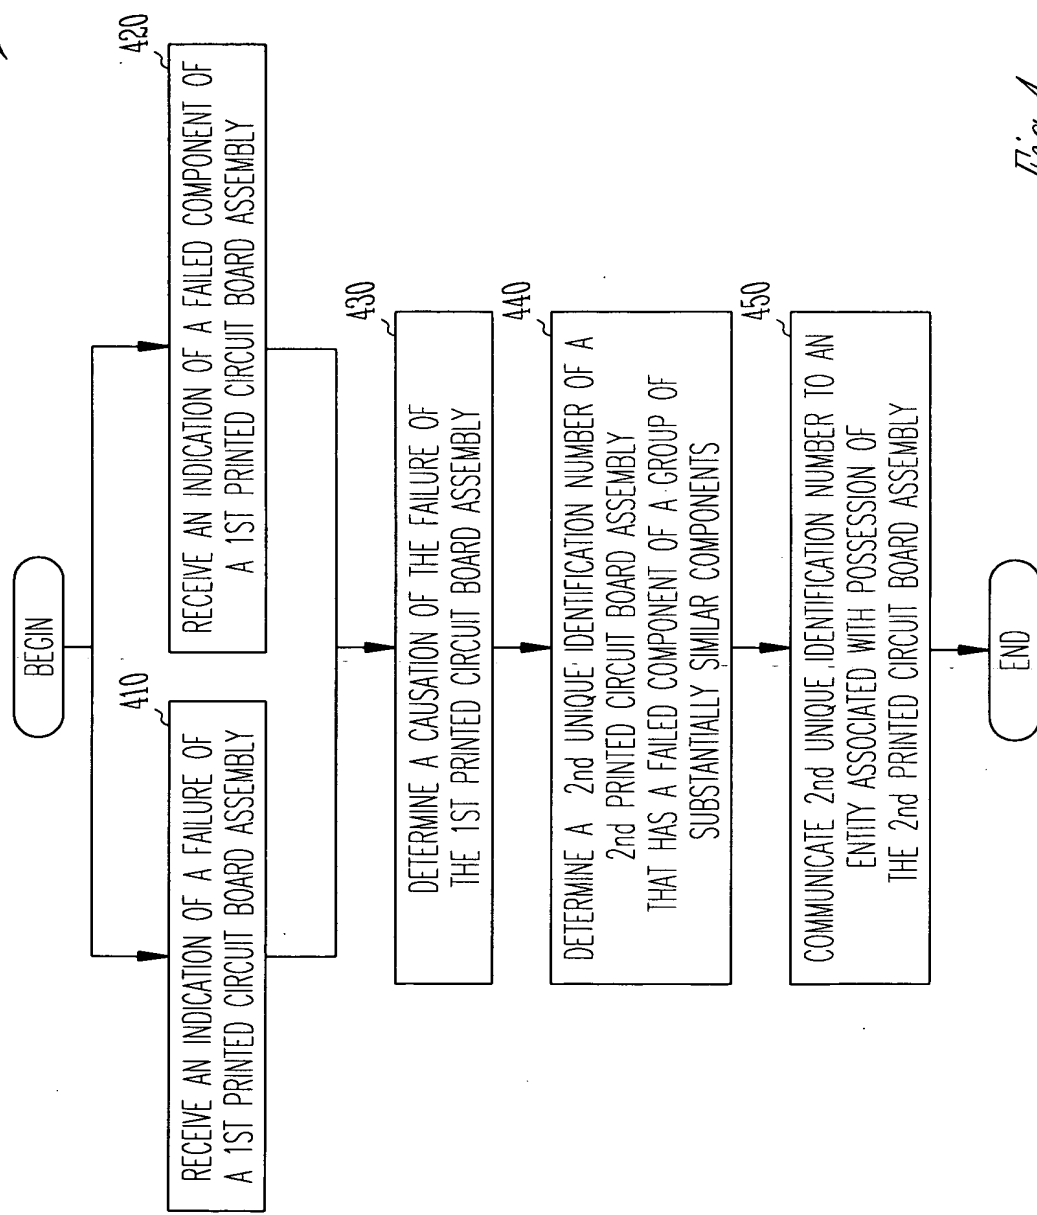 BEGIN
410
RECEIVE AN INDICATION OF A FAILURE OF
A 1ST PRINTED CIRCUIT BOARD ASSEMBLY
420
RECEIVE AN INDICATION OF A FAILED COMPONENT OF
A 1ST PRINTED CIRCUIT BOARD ASSEMBLY
430
DETERMINE A CAUSATION OF THE FAILURE OF
THE 1ST PRINTED CIRCUIT BOARD ASSEMBLY
440
DETERMINE A 2nd UNIQUE IDENTIFICATION NUMBER OF A
2nd PRINTED CIRCUIT BOARD ASSEMBLY
THAT HAS A FAILED COMPONENT OF A GROUP OF
SUBSTANTIALLY SIMILAR COMPONENTS
450
COMMUNICATE 2nd UNIQUE IDENTIFICATION NUMBER TO AN
ENTITY ASSOCIATED WITH POSSESSION OF
THE 2nd PRINTED CIRCUIT BOARD ASSEMBLY
END